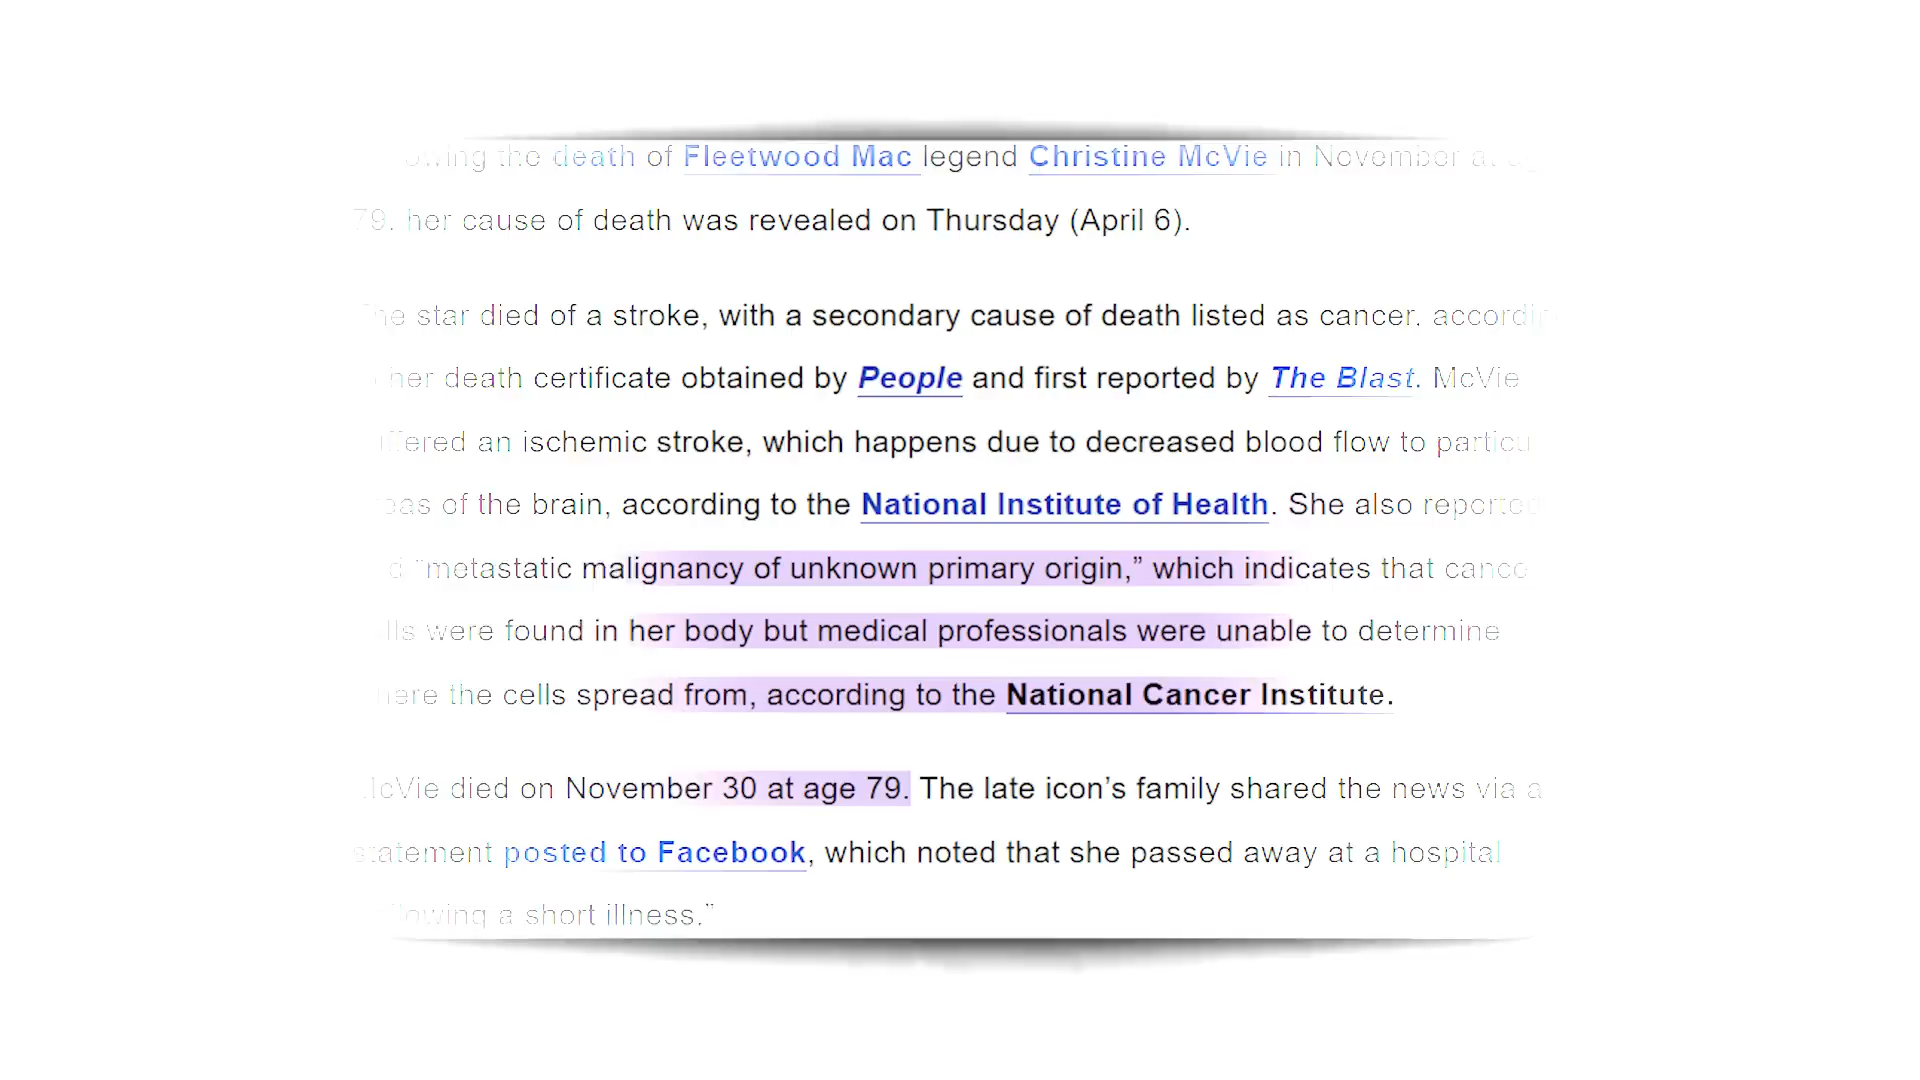 the death of Fleetwood Mac legend Christine McVie in November at
79, her cause of death was revealed on Thursday (April 6).
The star died of a stroke, with a secondary cause of death listed as cancer,
her death certificate obtained by People and first reported by The Blast. McVie
an ischemic stroke, which happens due to decreased blood flow to
of the brain, according to the National Institute of Health. She also
“metastatic malignancy of unknown primary origin,” which indicates that
were found in her body but medical professionals were unable to determine
the cells spread from, according to the National Cancer Institute.
McVie died on November 30 at age 79. The late icon’s family shared the news via a
statement posted to Facebook, which noted that she passed away at a hospital
a short illness.”